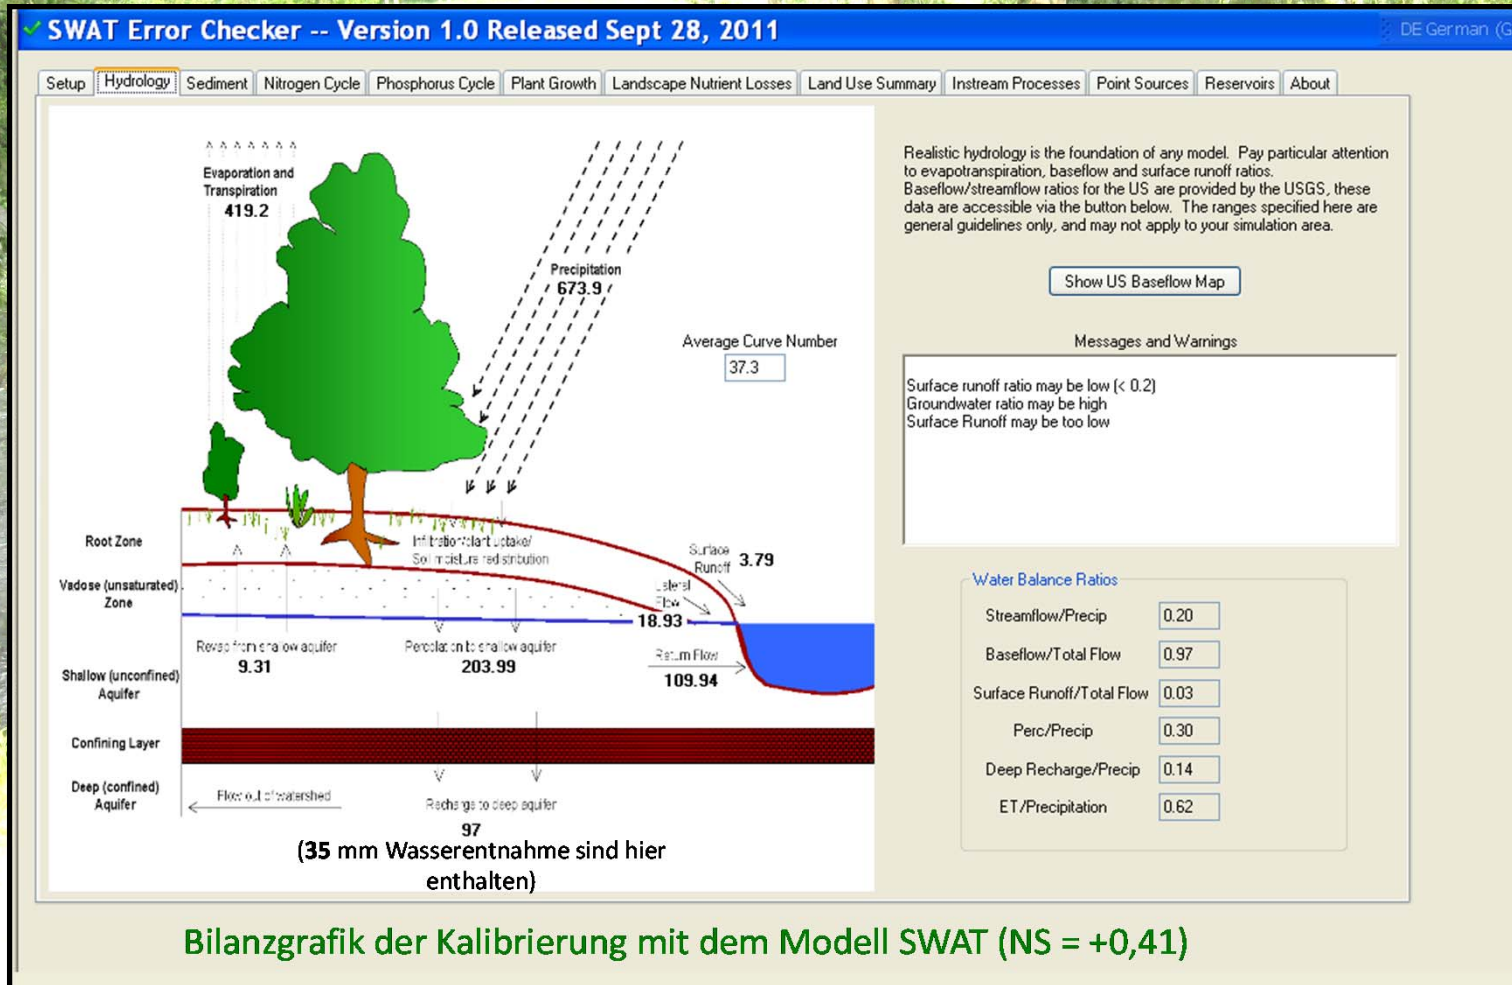 SWAT Error Checker -- Version 1.0 Released Sept 28, 2011
DE German (G
Setup Hydrology Sediment Nitrogen Cycle Phosphorus Cycle Plant Growth Landscape Nutrient Losses Land Use Summary Instream Processes Point Sources Reservoirs About
Evaporation and
Transpiration
419.2
Precipitation
673.9
Average Curve Number
37.3
Root Zone
Infiltration/plant uptake/
Soil moisture redistribution
Surface
Runoff 3.79
Vadose (unsaturated)
Zone
Lateral
Flow
18.93
Revap from shallow aquifer
9.31
Percolation to shallow aquifer
203.99
Return Flow
109.94
Shallow (unconfined)
Aquifer
Confining Layer
Deep (confined)
Aquifer
Flow out of watershed
Recharge to deep aquifer
97
(35 mm Wasserentnahme sind hier
enthalten)
Realistic hydrology is the foundation of any model. Pay particular attention
to evapotranspiration, baseflow and surface runoff ratios.
Baseflow/streamflow ratios for the US are provided by the USGS, these
data are accessible via the button below. The ranges specified here are
general guidelines only, and may not apply to your simulation area.
Show US Baseflow Map
Messages and Warnings
Surface runoff ratio may be low (< 0.2)
Groundwater ratio may be high
Surface Runoff may be too low
Water Balance Ratios
Streamflow/Precip 0.20
Baseflow/Total Flow 0.97
Surface Runoff/Total Flow 0.03
Perc/Precip 0.30
Deep Recharge/Precip 0.14
ET/Precipitation 0.62
Bilanzgrafik der Kalibrierung mit dem Modell SWAT (NS = +0,41)